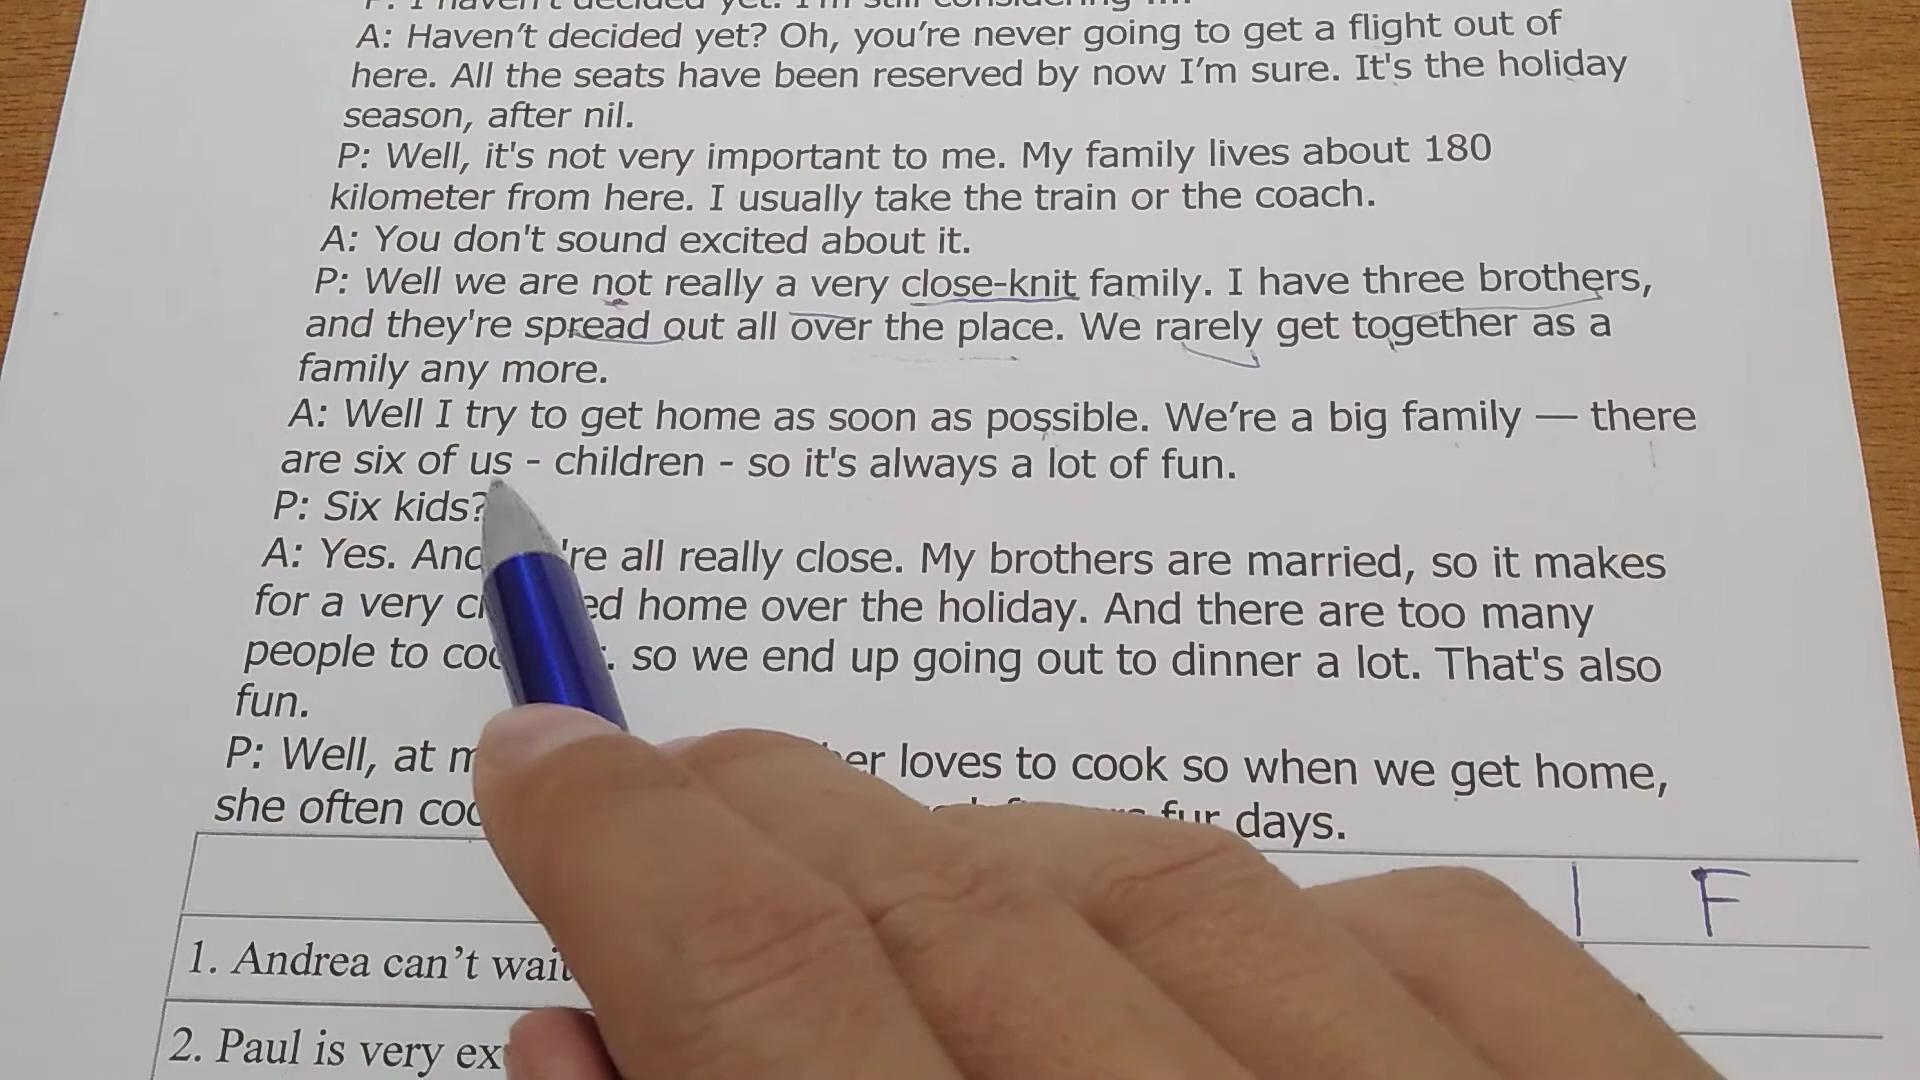 A: Haven't decided yet? Oh, you're never going to get a flight out of
here. All the seats have been reserved by now I'm sure. It's the holiday
season, after nil.
P: Well, it's not very important to me. My family lives about 180
kilometer from here. I usually take the train or the coach.
A: You don't sound excited about it.
P: Well we are not really a very close-knit family. I have three brothers,
and they're spread out all over the place. We rarely get together as a
family any more.
A: Well I try to get home as soon as possible. We're a big family — there
are six of us - children - so it's always a lot of fun.
P: Six kids?
A: Yes. And 're all really close. My brothers are married, so it makes
for a very home over the holiday. And there are too many
people to so we end up going out to dinner a lot. That's also
fun.
P: Well, at loves to cook so when we get home,
she often fur days.
F
1. Andrea can't wait
2. Paul is very